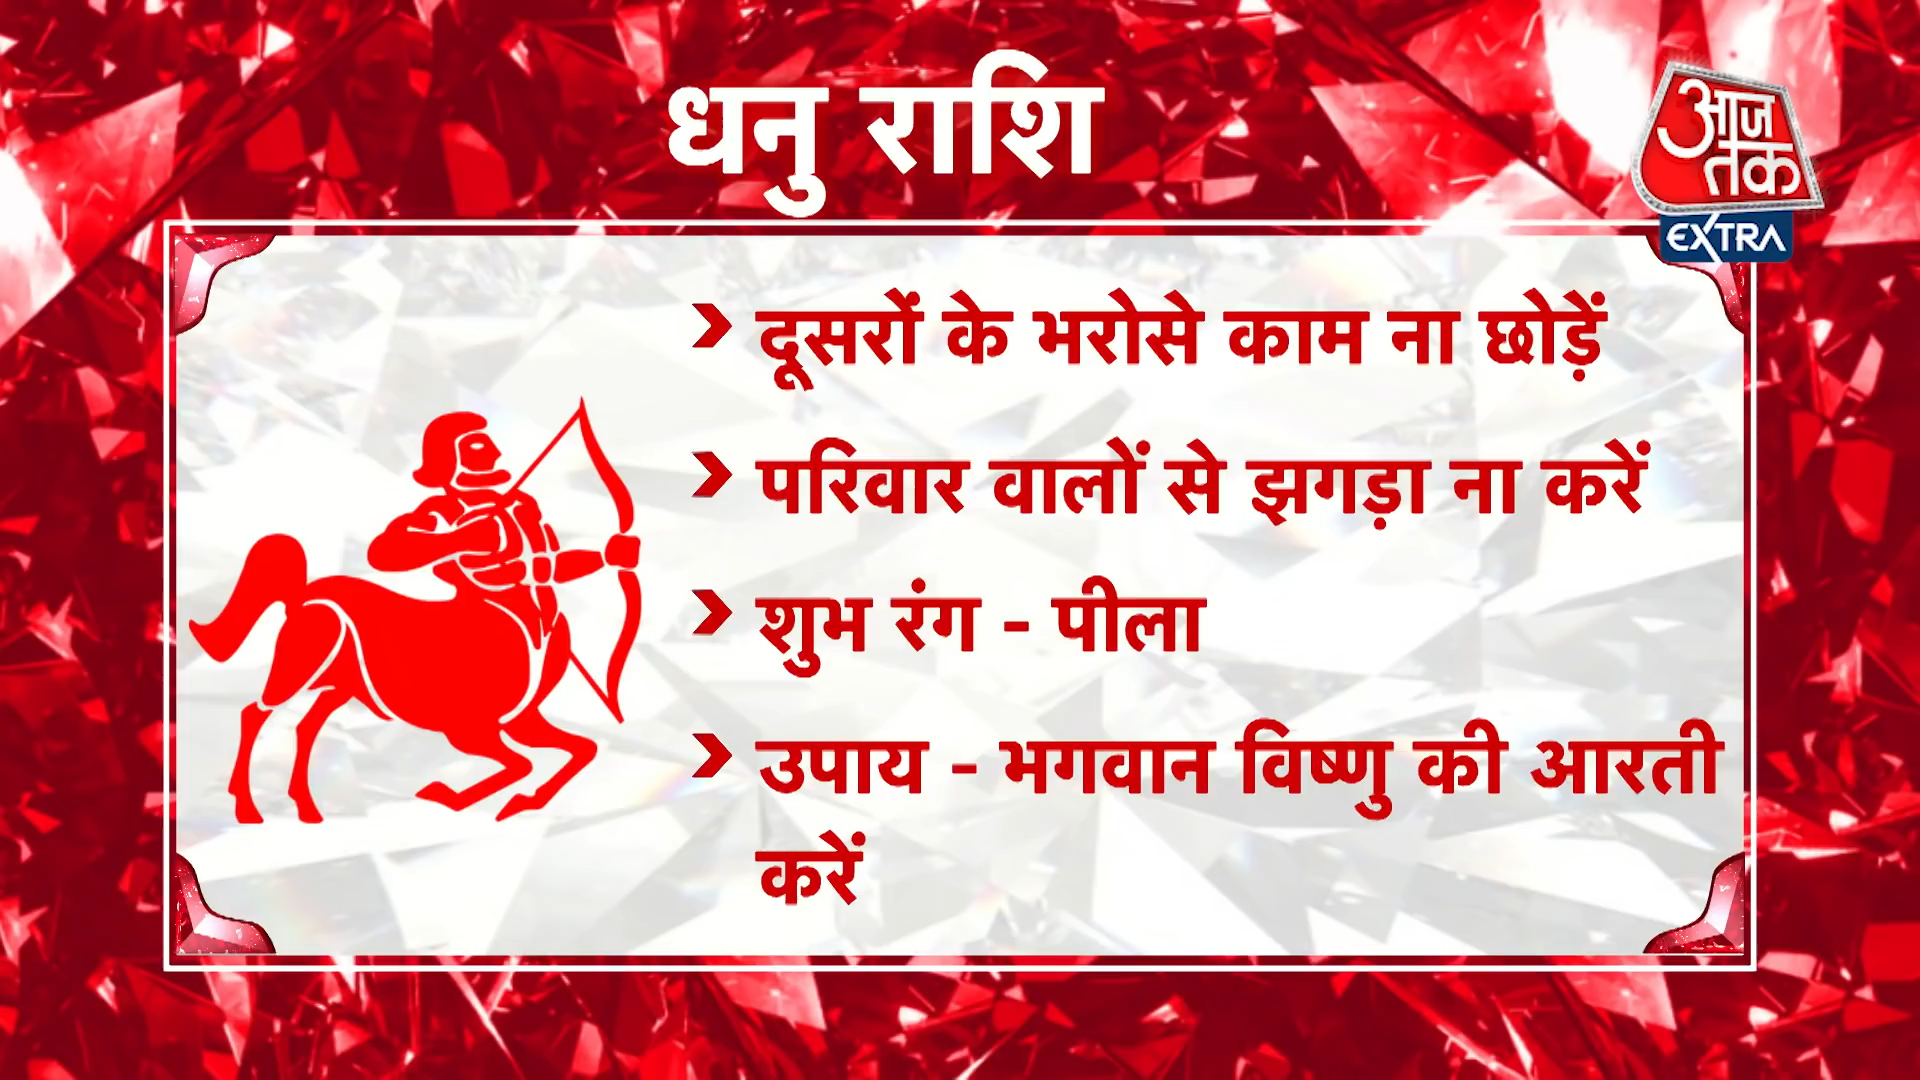 धनु राशि
आज
तक
EXTRA
दूसरों के भरोसे काम ना छोड़ें
परिवार वालों से झगड़ा ना करें
शुभ रंग - पीला
उपाय - भगवान विष्णु की आरती
करें